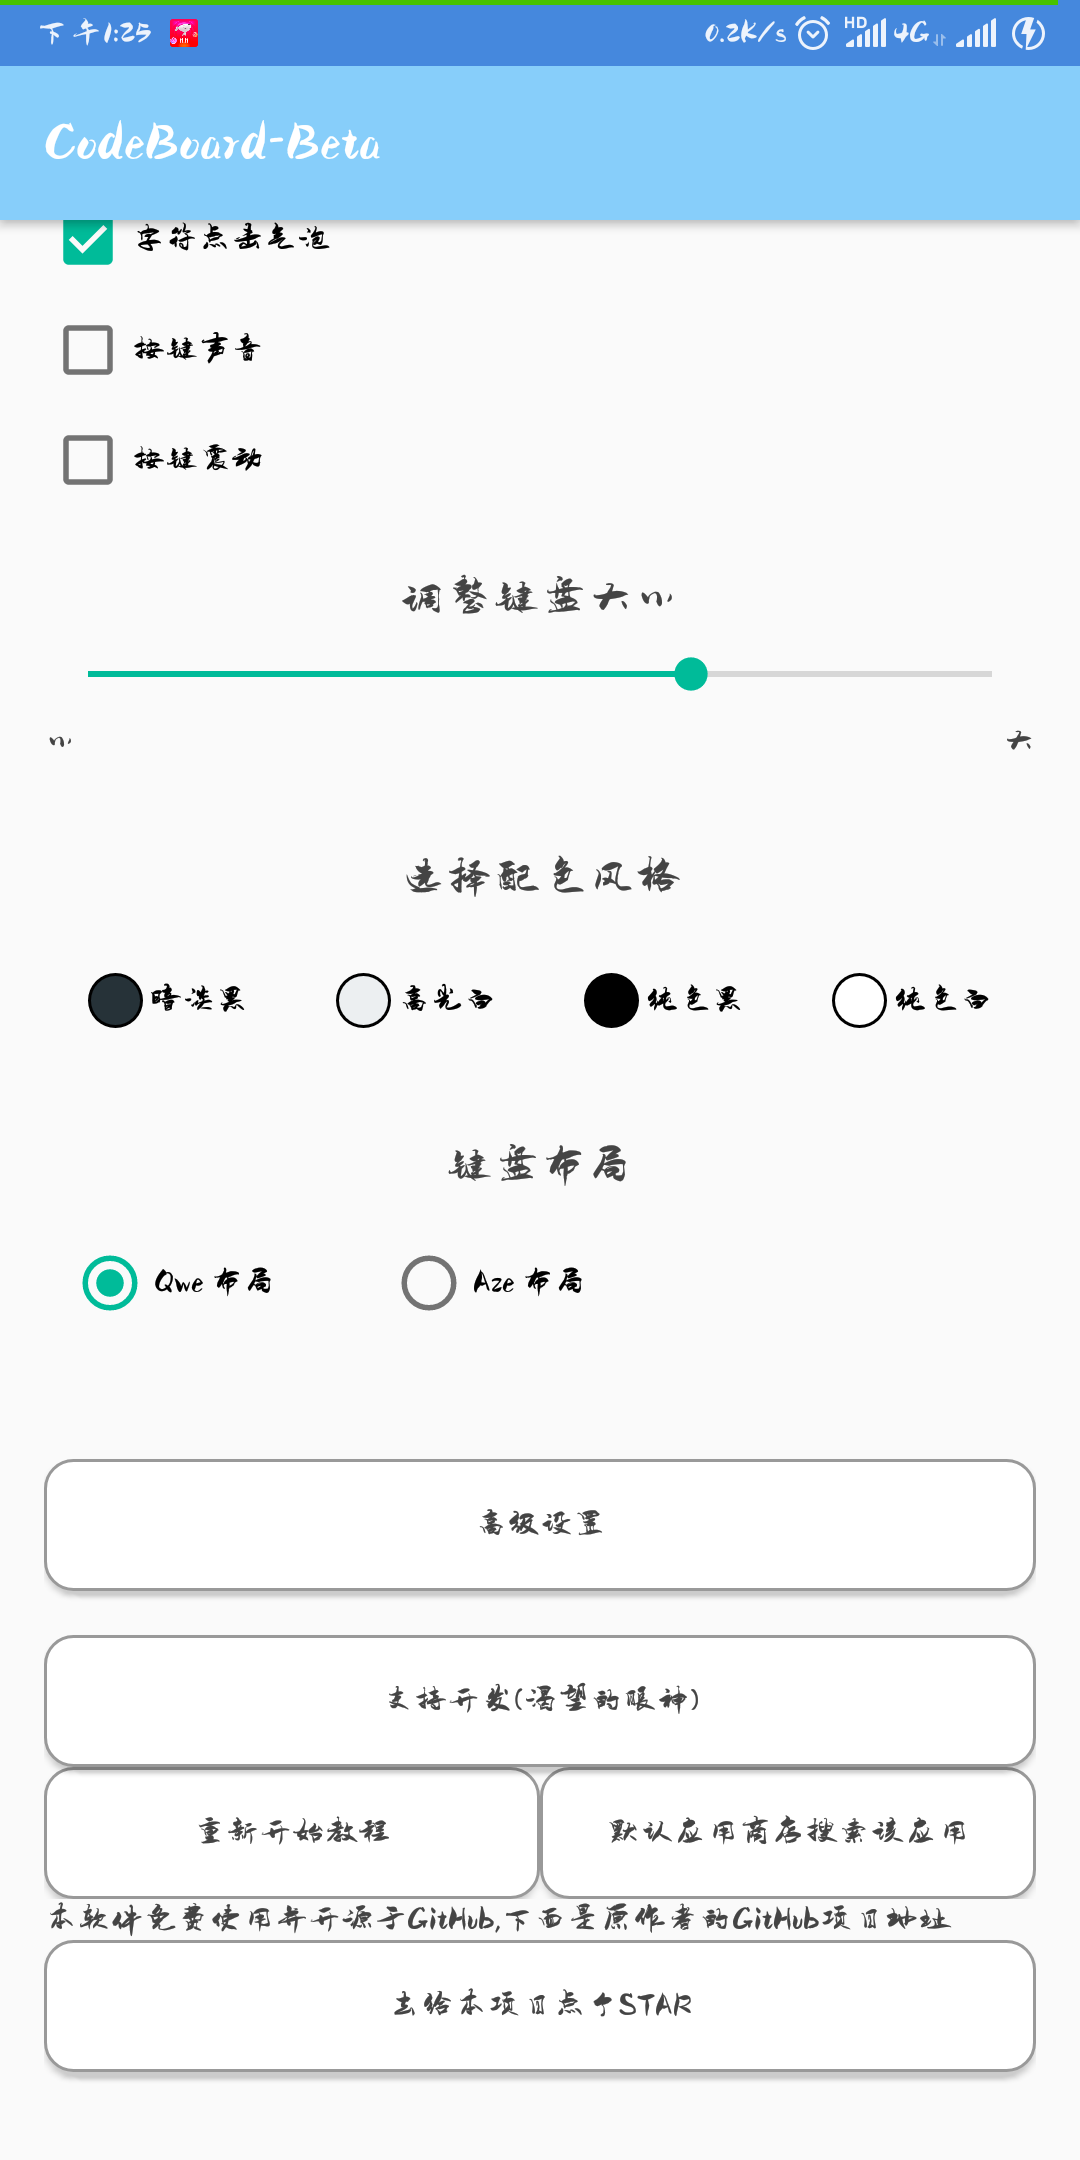 下午1:25
0.2K/s HD 4G
CodeBoard-Beta
字符点击气泡
按键声音
按键震动
调整键盘大小
小 大
选择配色风格
暗淡黑 高光白 纯色黑 纯色白
键盘布局
Qwe 布局 Aze 布局
高级设置
支持开发(渴望的眼神)
重新开始教程 默认应用商店搜索该应用
本软件免费使用并开源于GitHub,下面是原作者的GitHub项目地址
去给本项目点个STAR